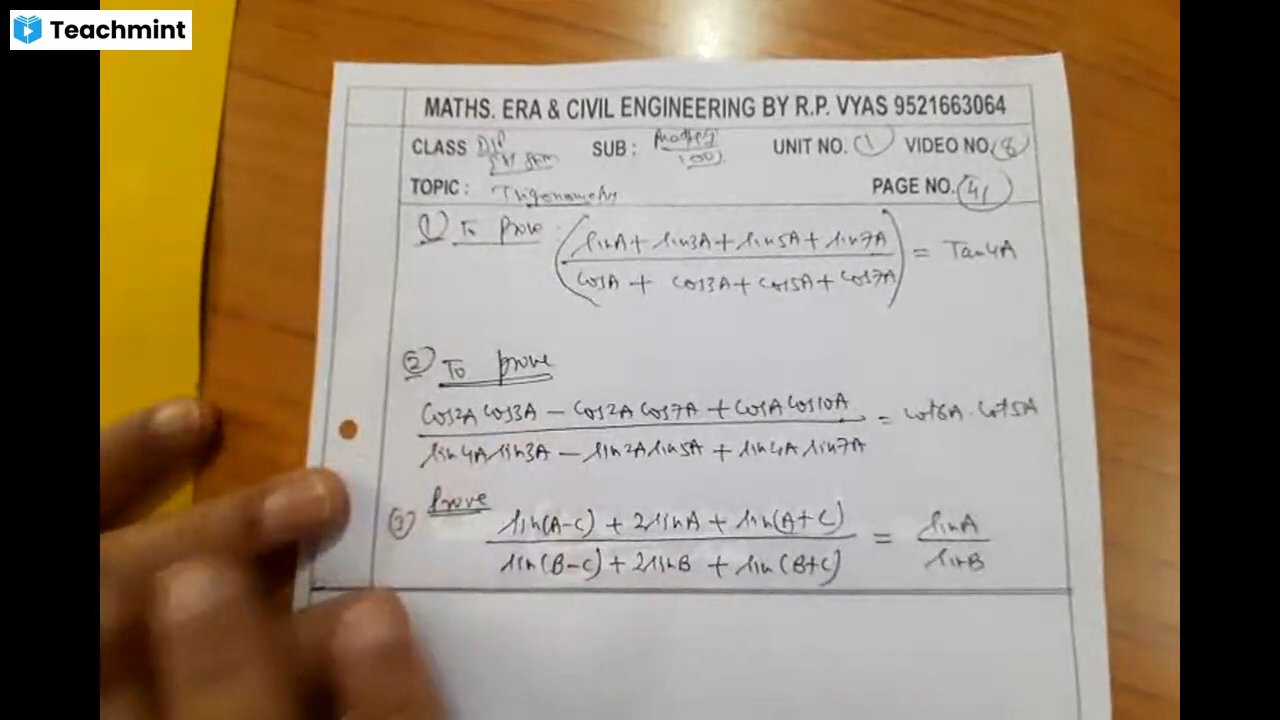 Teachmint
MATHS. ERA & CIVIL ENGINEERING BY R.P. VYAS 9521663064
CLASS SUB : UNIT NO. 1 VIDEO NO. 8
TOPIC : Trigonometry PAGE NO. 41
① To Prove (sinA + sin3A + sin5A + sin7A / cosA + cos3A + cos5A + cos7A) = Tan4A
② To prove
cos2A cos3A - cos2A cos7A + cosA cos10A / sin4A sin3A - sin2A sin5A + sin4A sin7A = cot6A . cot5A
③ Prove
sin(A-C) + 2sinA + sin(A+C) / sin(B-C) + 2sinB + sin(B+C) = sinA / sinB